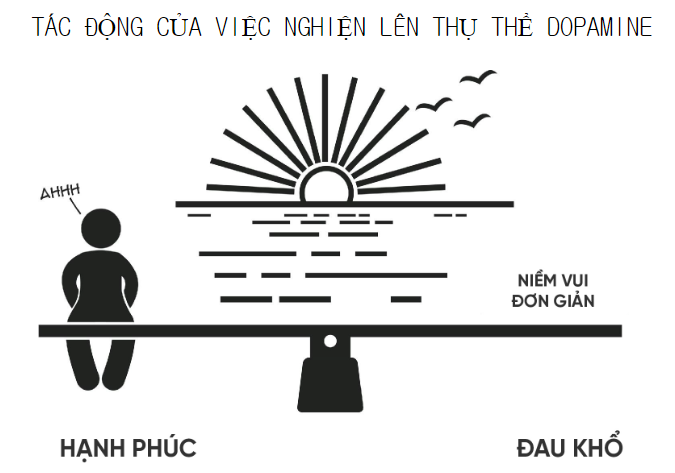 TÁC ĐỘNG CỦA VIỆC NGHIỆN LÊN THỤ THỂ DOPAMINE
AHHH
NIỀM VUI
ĐƠN GIẢN
HẠNH PHÚC
ĐAU KHỔ